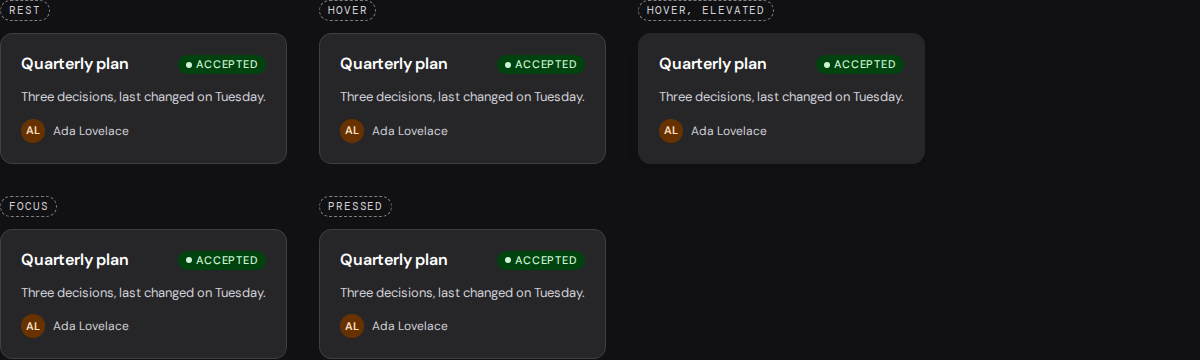 REST
HOVER
HOVER, ELEVATED
Quarterly plan ACCEPTED
Three decisions, last changed on Tuesday.
AL Ada Lovelace
Quarterly plan ACCEPTED
Three decisions, last changed on Tuesday.
AL Ada Lovelace
Quarterly plan ACCEPTED
Three decisions, last changed on Tuesday.
AL Ada Lovelace
FOCUS
PRESSED
Quarterly plan ACCEPTED
Three decisions, last changed on Tuesday.
AL Ada Lovelace
Quarterly plan ACCEPTED
Three decisions, last changed on Tuesday.
AL Ada Lovelace